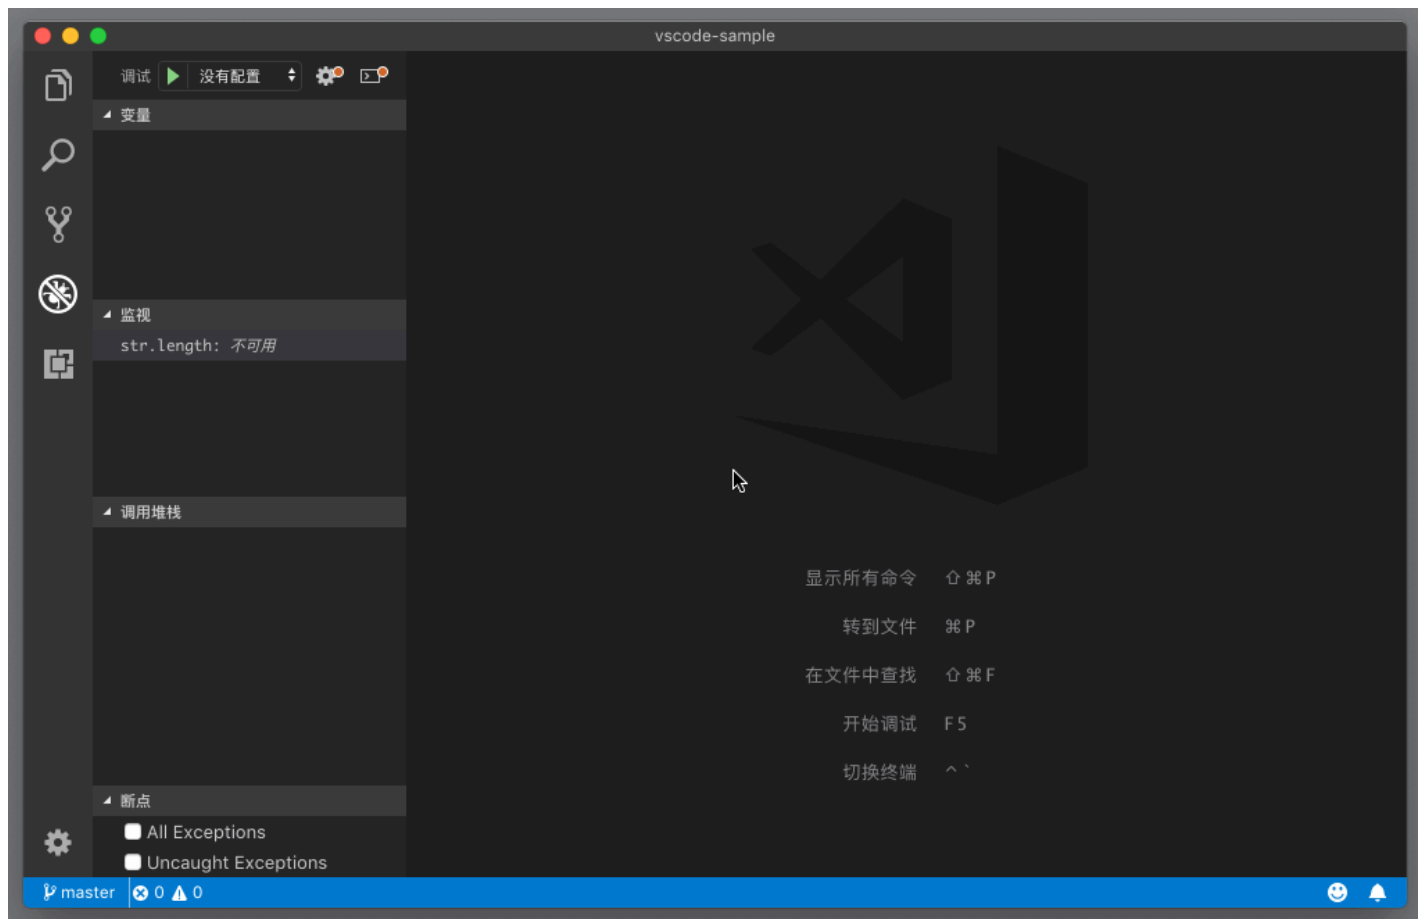 vscode-sample
调试 没有配置
变量
监视
str.length: 不可用
调用堆栈
显示所有命令 ⇧⌘P
转到文件 ⌘P
在文件中查找 ⇧⌘F
开始调试 F5
切换终端 ^`
断点
All Exceptions
Uncaught Exceptions
master 0 0